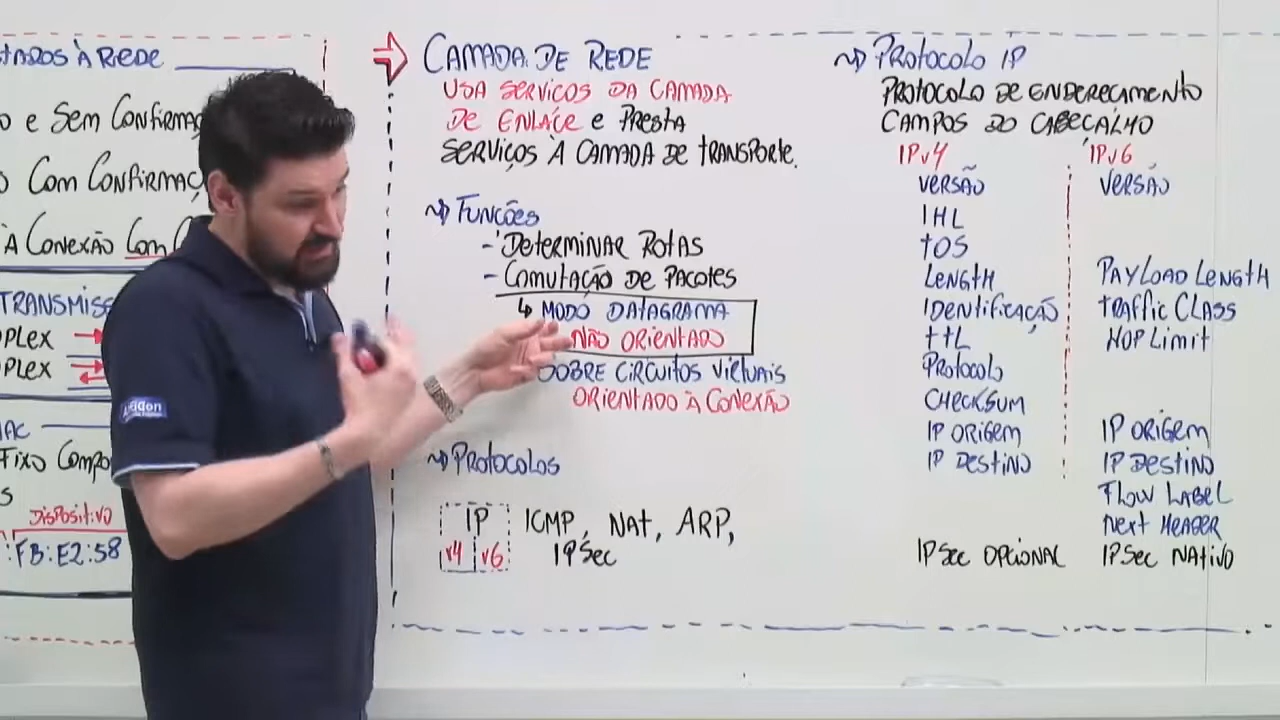 À REDE
O E SEM
O COM
À CONEXÃO
PLEX
PLEX
FIXO
S
DISPOSITIVO
:FB:E2:58
CAMADA DE REDE
USA SERVIÇOS DA CAMADA
DE ENLACE E PRESTA
SERVIÇOS À CAMADA DE TRANSPORTE.
FUNÇÕES
- DETERMINAR ROTAS
- COMUTAÇÃO DE PACOTES
↳ MODO DATAGRAMA
NÃO ORIENTADO
SOBRE CIRCUITOS VIRTUAIS
ORIENTADO À CONEXÃO
PROTOCOLOS
IP ICMP, NAT, ARP,
V4 V6 IPSEC
PROTOCOLO IP
PROTOCOLO DE ENDEREÇAMENTO
CAMPOS DO CABEÇALHO
IPV4 IPV6
VERSÃO VERSÃO
IHL
TOS
LENGTH PAYLOAD LENGTH
IDENTIFICAÇÃO TRAFFIC CLASS
TTL HOP LIMIT
PROTOCOLO
CHECKSUM
IP ORIGEM IP ORIGEM
IP DESTINO IP DESTINO
FLOW LABEL
NEXT HEADER
IPSEC OPCIONAL IPSEC NATIVO